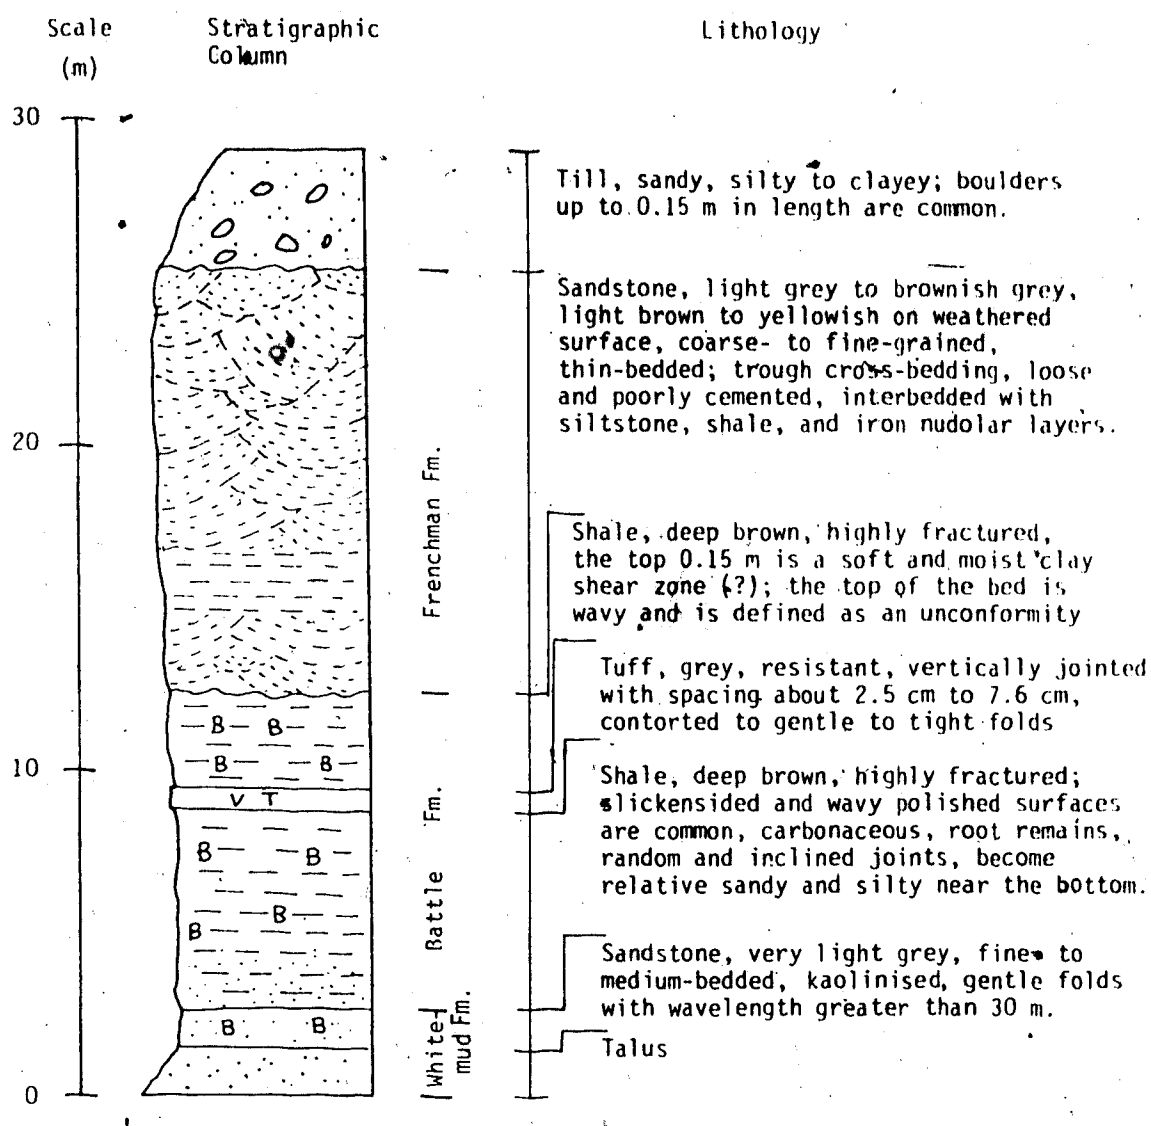 Scale
(m)
Stratigraphic
Column
Lithology
30
20
10
0
Till, sandy, silty to clayey; boulders
up to 0.15 m in length are common.
Sandstone, light grey to brownish grey,
light brown to yellowish on weathered
surface, coarse- to fine-grained,
thin-bedded; trough cross-bedding, loose
and poorly cemented, interbedded with
siltstone, shale, and iron nudolar layers.
Frenchman Fm.
Shale, deep brown, highly fractured,
the top 0.15 m is a soft and moist clay
shear zone (?); the top of the bed is
wavy and is defined as an unconformity
Tuff, grey, resistant, vertically jointed
with spacing about 2.5 cm to 7.6 cm,
contorted to gentle to tight folds
B B
B B
V T
Battle Fm.
Shale, deep brown, highly fractured;
slickensided and wavy polished surfaces
are common, carbonaceous, root remains,
random and inclined joints, become
relative sandy and silty near the bottom.
B B
B
B
Sandstone, very light grey, fine- to
medium-bedded, kaolinised, gentle folds
with wavelength greater than 30 m.
B B
White-
mud Fm.
Talus